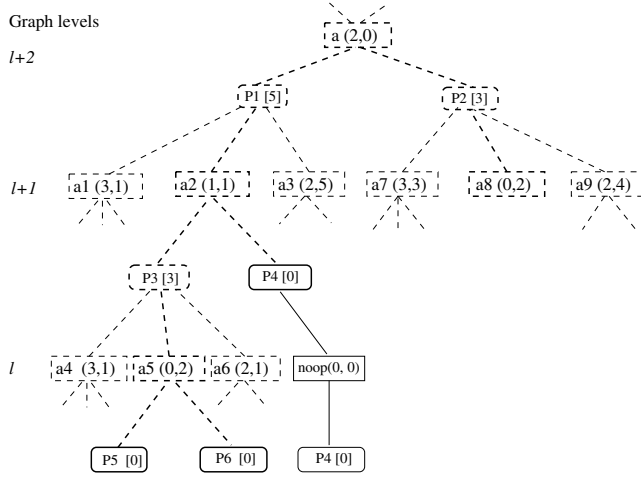 Graph levels
a (2,0)
l+2
P1 [5]
P2 [3]
l+1
a1 (3,1)
a2 (1,1)
a3 (2,5)
a7 (3,3)
a8 (0,2)
a9 (2,4)
P3 [3]
P4 [0]
l
a4 (3,1)
a5 (0,2)
a6 (2,1)
noop(0, 0)
P5 [0]
P6 [0]
P4 [0]